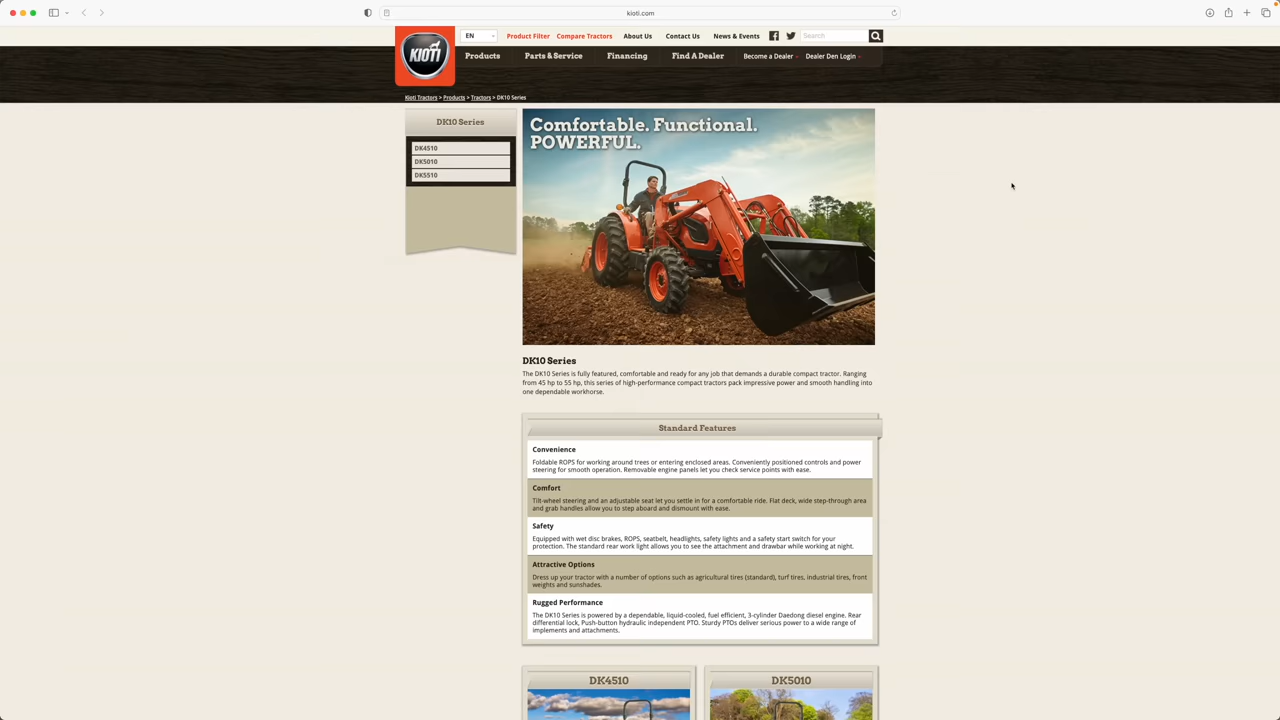 kioti.com
KIOTI
EN
Product Filter
Compare Tractors
About Us
Contact Us
News & Events
Search
Products
Parts & Service
Financing
Find A Dealer
Become a Dealer
Dealer Den Login
Kioti Tractors > Products > Tractors > DK10 Series
DK10 Series
DK4510
DK5010
DK5510
Comfortable. Functional.
POWERFUL.
DK10 Series
The DK10 Series is fully featured, comfortable and ready for any job that demands a durable compact tractor. Ranging
from 45 hp to 55 hp, this series of high-performance compact tractors pack impressive power and smooth handling into
one dependable workhorse.
Standard Features
Convenience
Foldable ROPS for working around trees or entering enclosed areas. Conveniently positioned controls and power
steering for smooth operation. Removable engine panels let you check service points with ease.
Comfort
Tilt-wheel steering and an adjustable seat let you settle in for a comfortable ride. Flat deck, wide step-through area
and grab handles allow you to step aboard and dismount with ease.
Safety
Equipped with wet disc brakes, ROPS, seatbelt, headlights, safety lights and a safety start switch for your
protection. The standard rear work light allows you to see the attachment and drawbar while working at night.
Attractive Options
Dress up your tractor with a number of options such as agricultural tires (standard), turf tires, industrial tires, front
weights and sunshades.
Rugged Performance
The DK10 Series is powered by a dependable, liquid-cooled, fuel efficient, 3-cylinder Daedong diesel engine. Rear
differential lock, Push-button hydraulic independent PTO. Sturdy PTOs deliver serious power to a wide range of
implements and attachments.
DK4510
DK5010